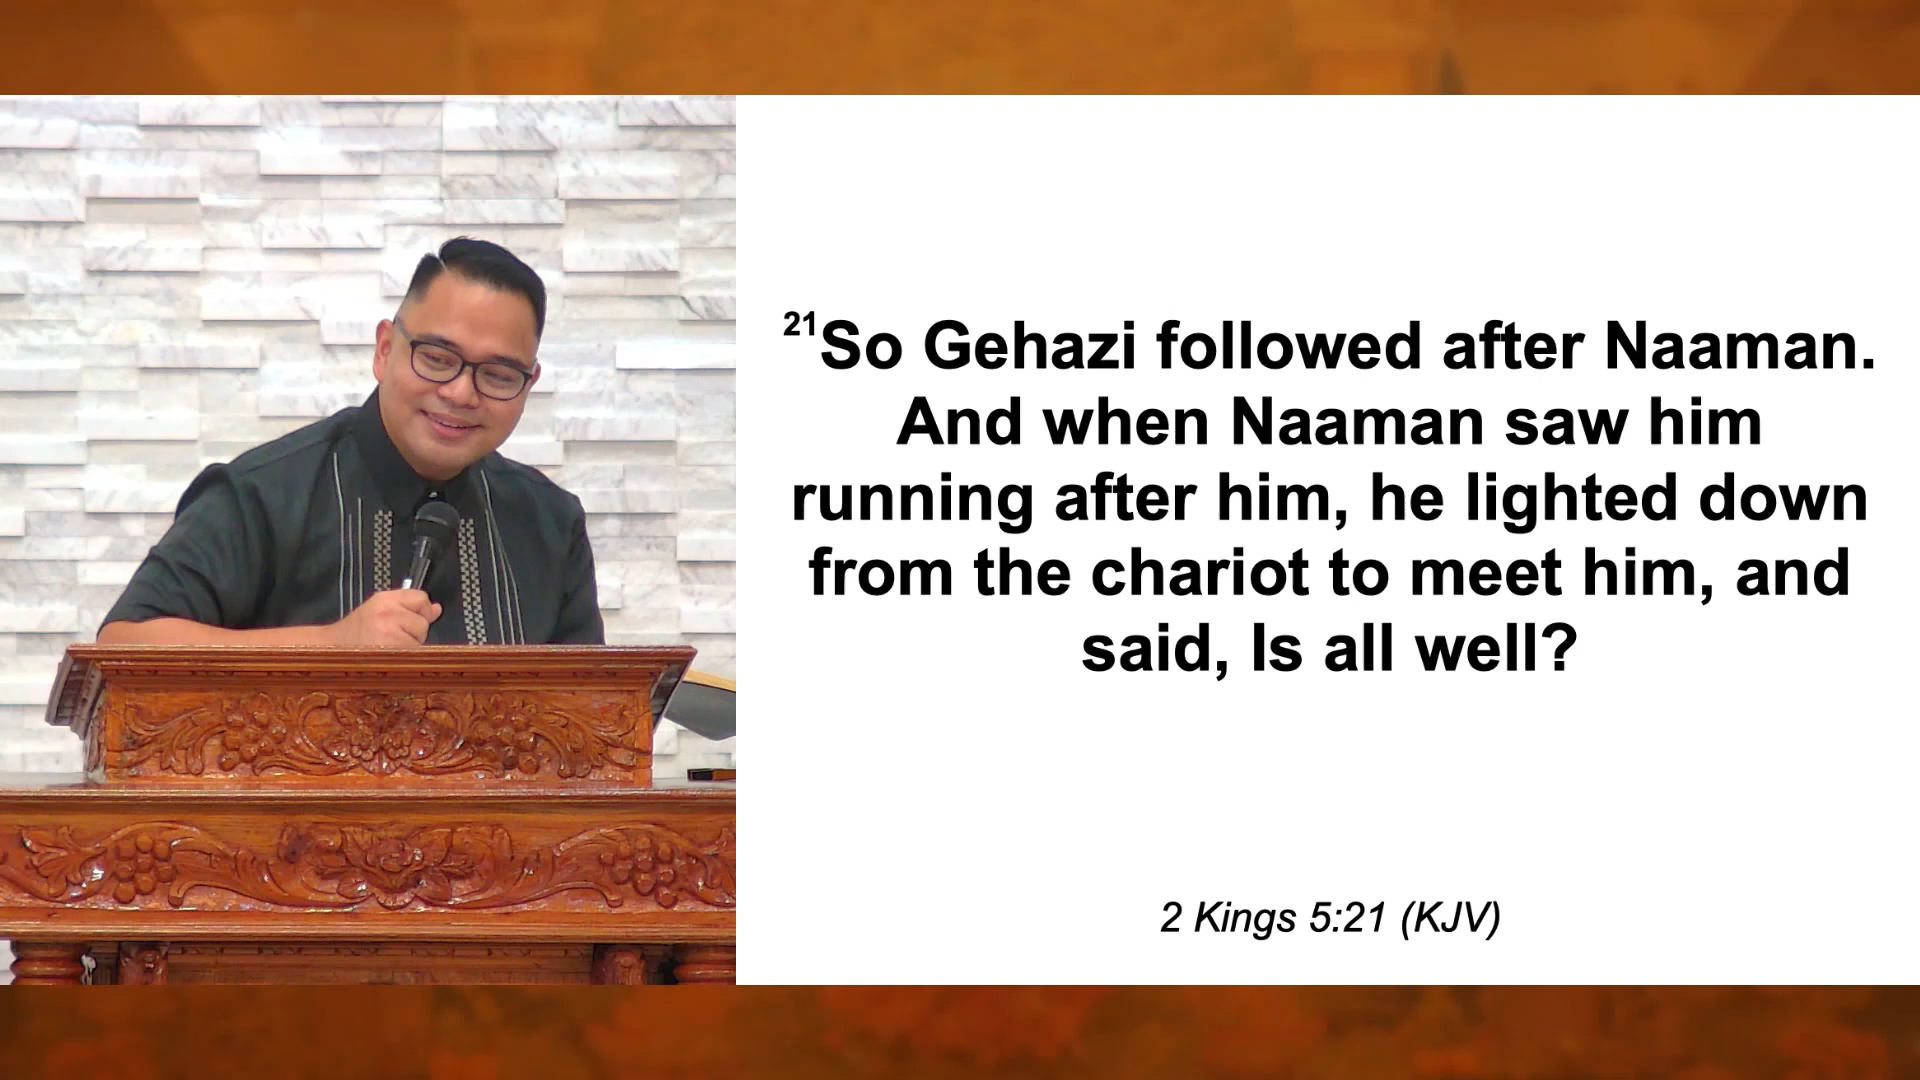 21So Gehazi followed after Naaman.
And when Naaman saw him
running after him, he lighted down
from the chariot to meet him, and
said, Is all well?
2 Kings 5:21 (KJV)